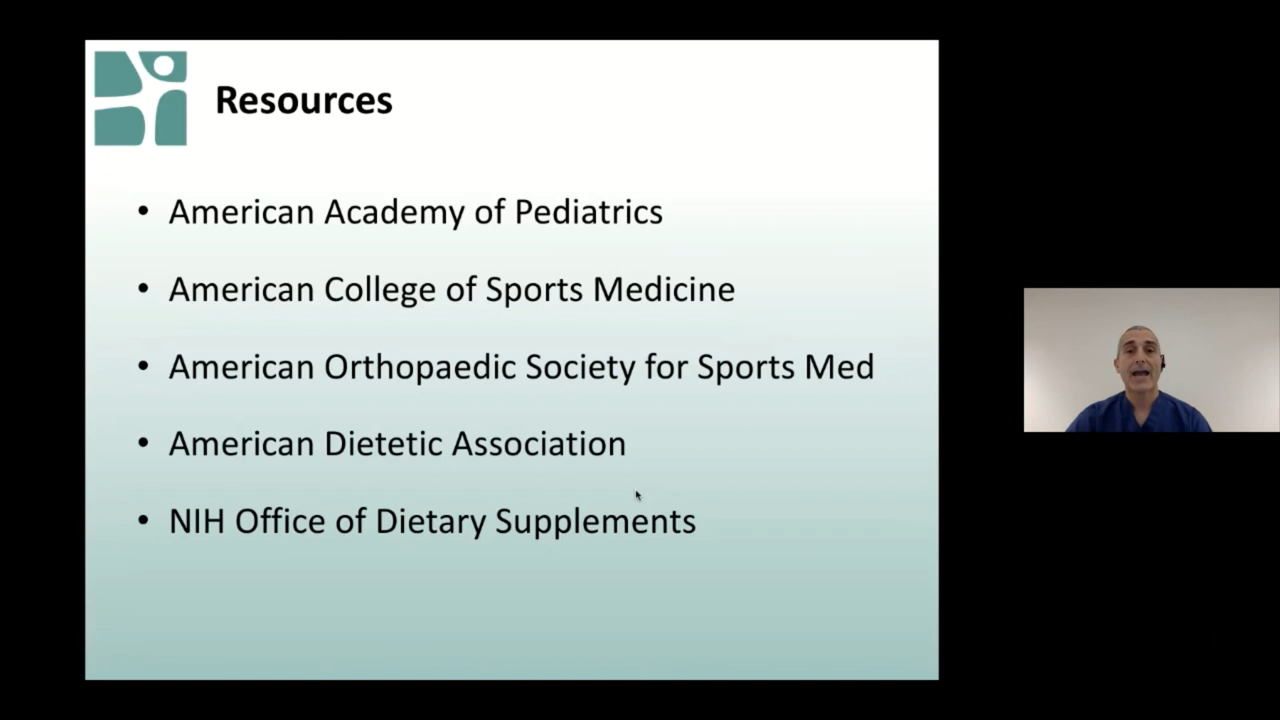 Resources
• American Academy of Pediatrics
• American College of Sports Medicine
• American Orthopaedic Society for Sports Med
• American Dietetic Association
• NIH Office of Dietary Supplements